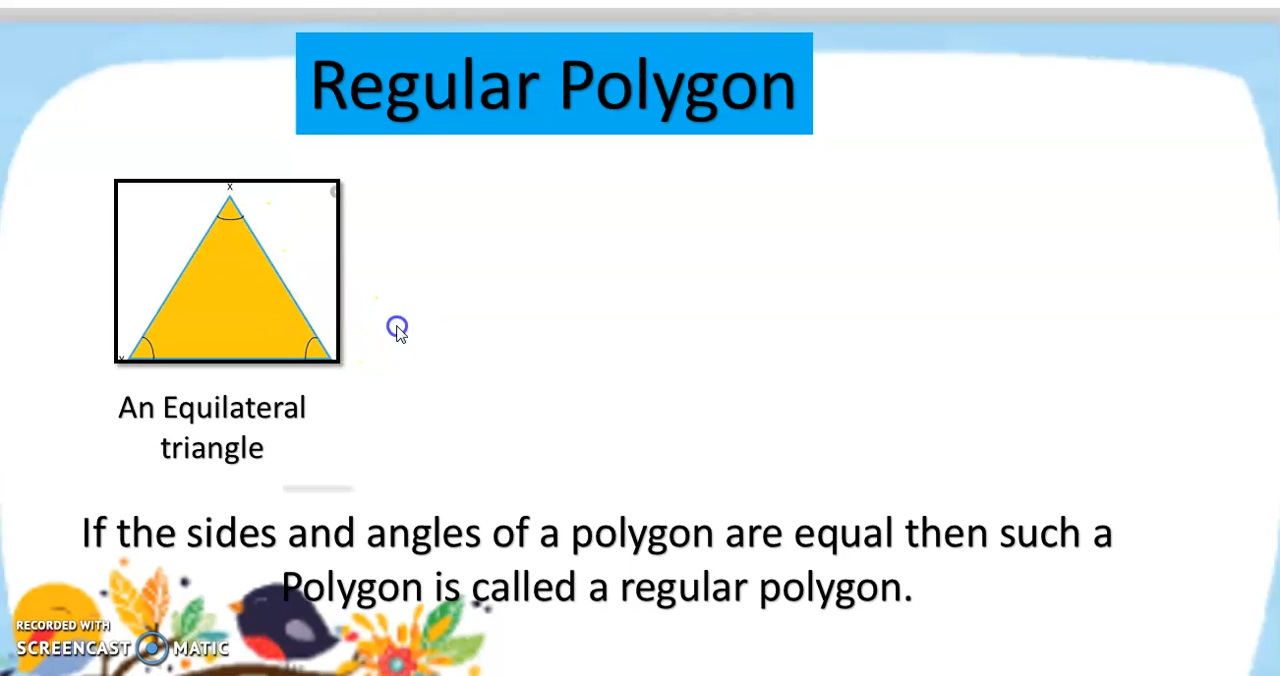 Regular Polygon
x
An Equilateral
triangle
If the sides and angles of a polygon are equal then such a
Polygon is called a regular polygon.
RECORDED WITH
SCREENCAST MATIC